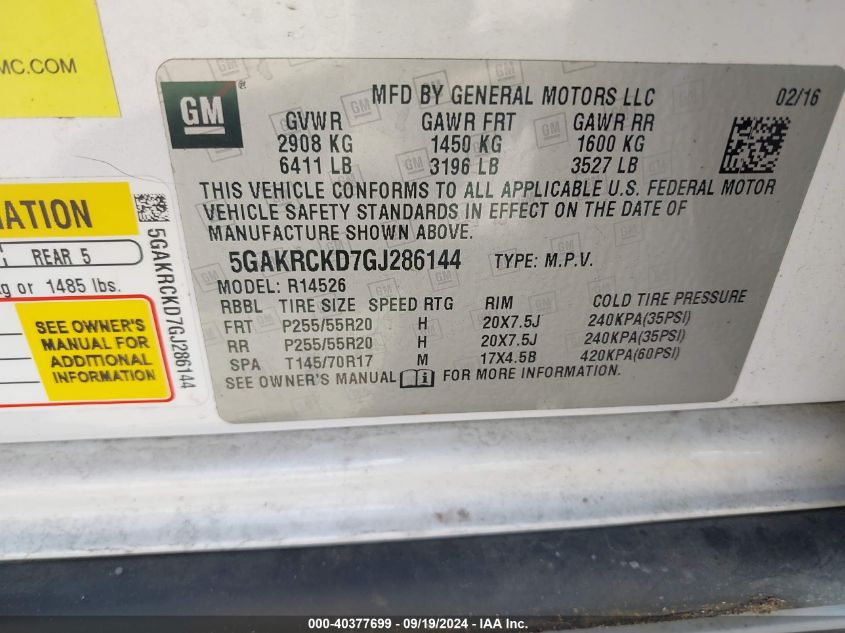 MC.COM
GM
MFD BY GENERAL MOTORS LLC 02/16
GVWR GAWR FRT GAWR RR
2908 KG 1450 KG 1600 KG
6411 LB 3196 LB 3527 LB
THIS VEHICLE CONFORMS TO ALL APPLICABLE U.S. FEDERAL MOTOR
VEHICLE SAFETY STANDARDS IN EFFECT ON THE DATE OF
MANUFACTURE SHOWN ABOVE.
5GAKRCKD7GJ286144 TYPE: M.P.V.
MODEL: R14526
RBBL TIRE SIZE SPEED RTG RIM COLD TIRE PRESSURE
FRT P255/55R20 H 20X7.5J 240KPA(35PSI)
RR P255/55R20 H 20X7.5J 240KPA(35PSI)
SPA T145/70R17 M 17X4.5B 420KPA(60PSI)
SEE OWNER'S MANUAL FOR MORE INFORMATION.
MATION
REAR 5
kg or 1485 lbs.
SEE OWNER'S
MANUAL FOR
ADDITIONAL
INFORMATION
5GAKRCKD7GJ286144
000-40377699 - 09/19/2024 - © IAA Holdings, LLC.